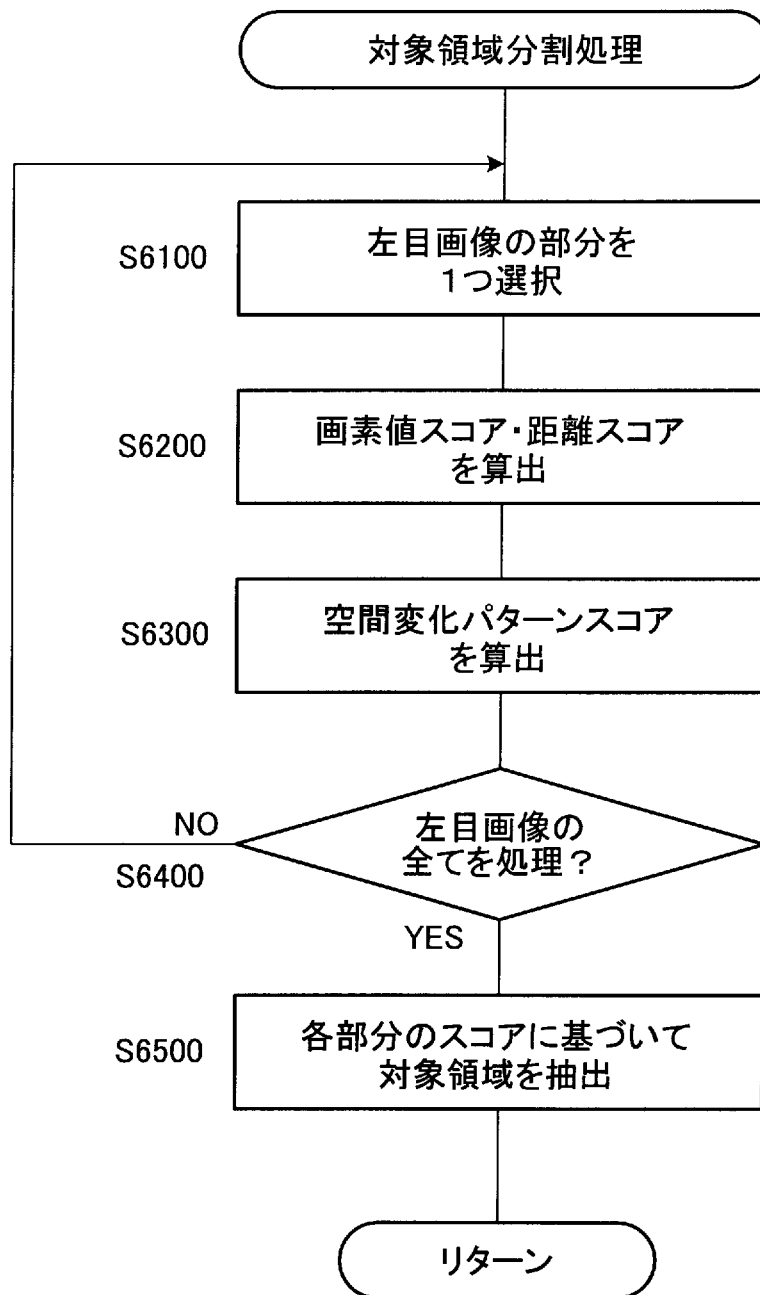 対象領域分割処理
S6100
左目画像の部分を
1つ選択
S6200
画素値スコア・距離スコア
を算出
S6300
空間変化パターンスコア
を算出
NO
S6400
左目画像の
全てを処理？
YES
S6500
各部分のスコアに基づいて
対象領域を抽出
リターン